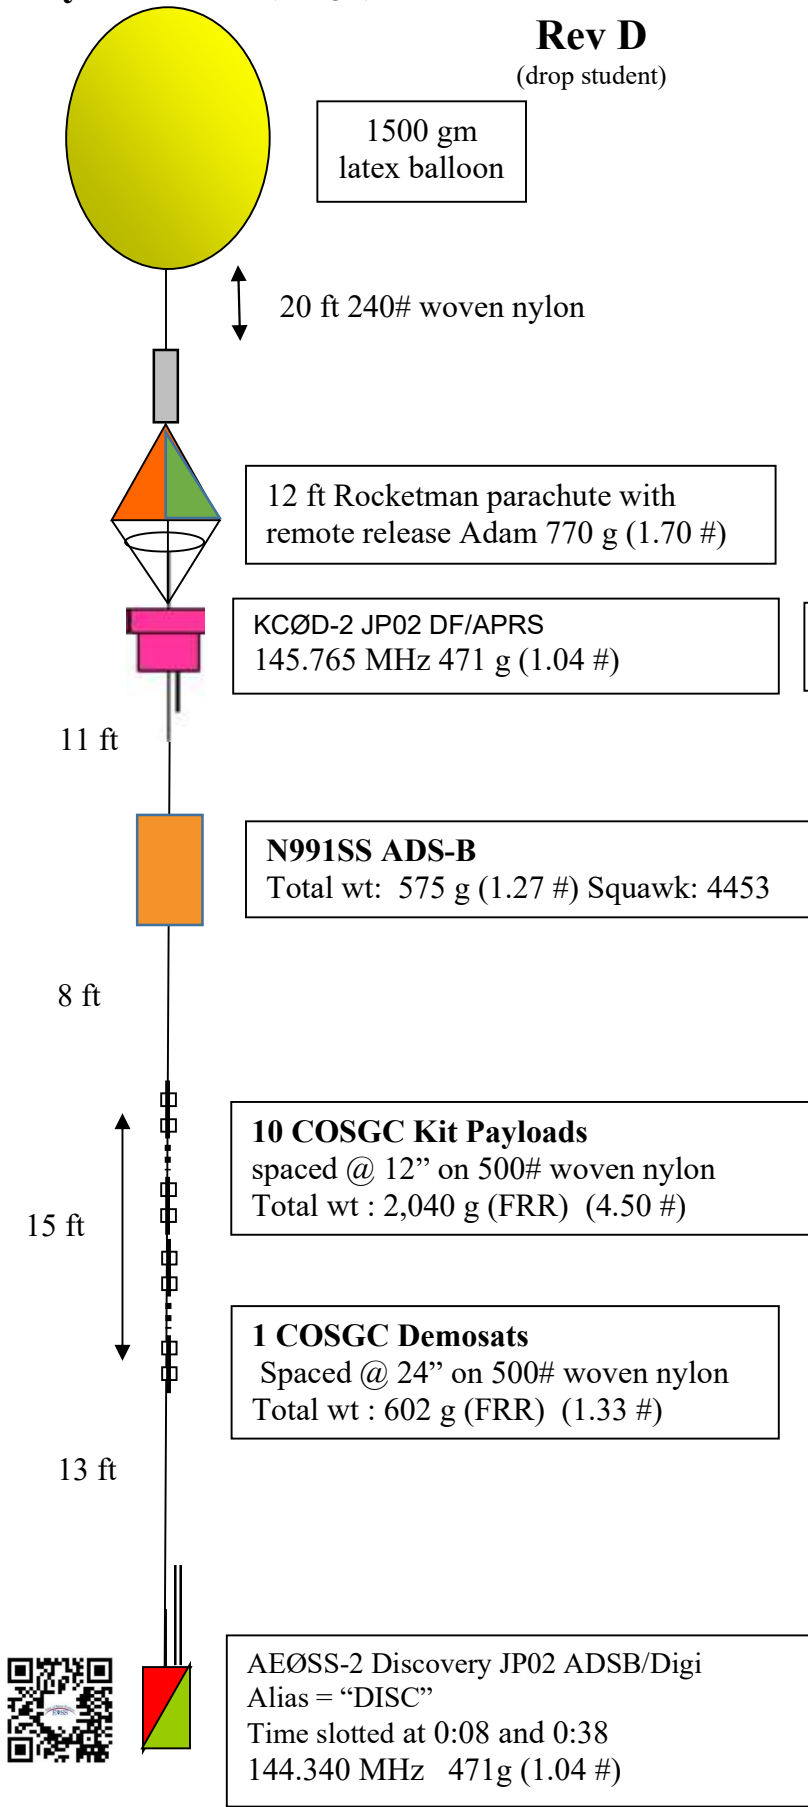 Rev D
(drop student)
1500 gm
latex balloon
20 ft 240# woven nylon
12 ft Rocketman parachute with
remote release Adam 770 g (1.70 #)
KCØD-2 JP02 DF/APRS
145.765 MHz 471 g (1.04 #)
11 ft
N991SS ADS-B
Total wt:  575 g (1.27 #) Squawk: 4453
8 ft
10 COSGC Kit Payloads
spaced @ 12” on 500# woven nylon
Total wt : 2,040 g (FRR)  (4.50 #)
15 ft
1 COSGC Demosats
Spaced @ 24” on 500# woven nylon
Total wt : 602 g (FRR)  (1.33 #)
13 ft
AEØSS-2 Discovery JP02 ADSB/Digi
Alias = “DISC”
Time slotted at 0:08 and 0:38
144.340 MHz   471g (1.04 #)